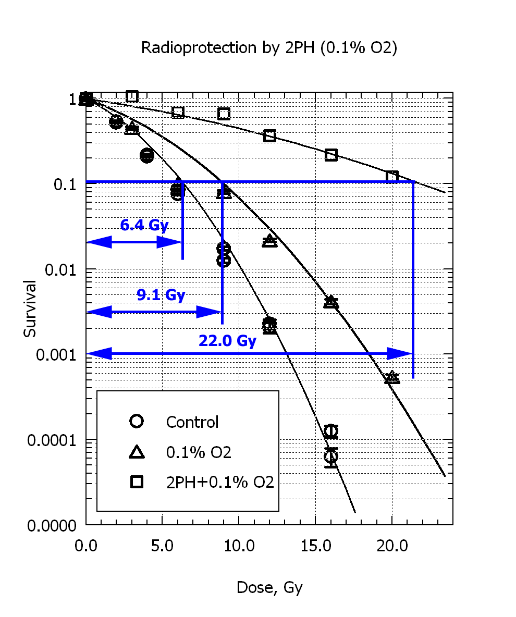 Radioprotection by 2PH (0.1% O2)
1
0.1
6.4 Gy
0.01
9.1 Gy
Survival
22.0 Gy
0.001
Control
0.0001
0.1% O2
2PH+0.1% O2
0.0000
0.0 5.0 10.0 15.0 20.0
Dose, Gy